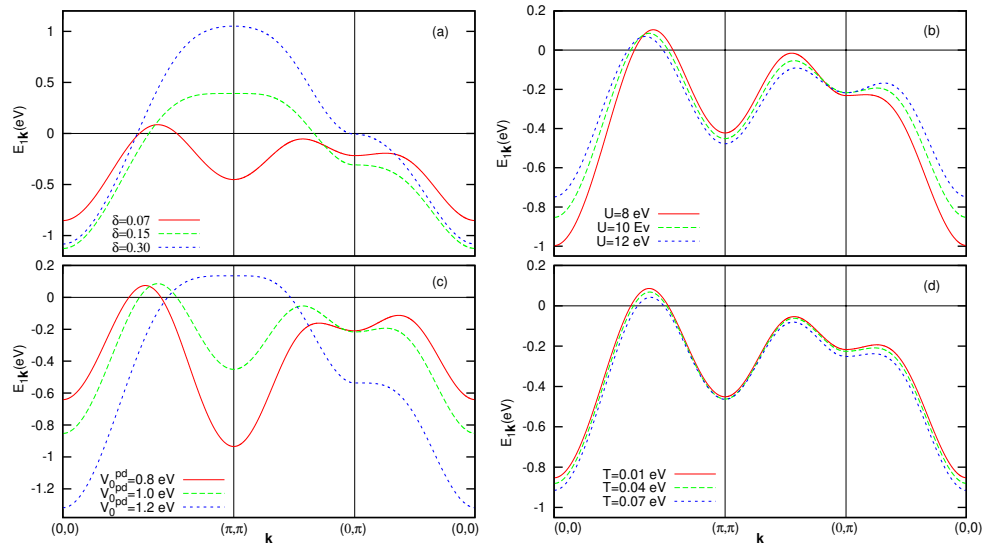 (a)
1
0.5
0
-0.5
-1
E1k(eV)
δ=0.07
δ=0.15
δ=0.30
(b)
0
-0.2
-0.4
-0.6
-0.8
-1
E1k(eV)
U=8 eV
U=10 Ev
U=12 eV
(c)
0.2
0
-0.2
-0.4
-0.6
-0.8
-1
-1.2
E1k(eV)
V0pd=0.8 eV
V0pd=1.0 eV
V0pd=1.2 eV
(0,0) (π,π) (0,π) (0,0)
k
(d)
0.2
0
-0.2
-0.4
-0.6
-0.8
-1
E1k(eV)
T=0.01 eV
T=0.04 eV
T=0.07 eV
(0,0) (π,π) (0,π) (0,0)
k